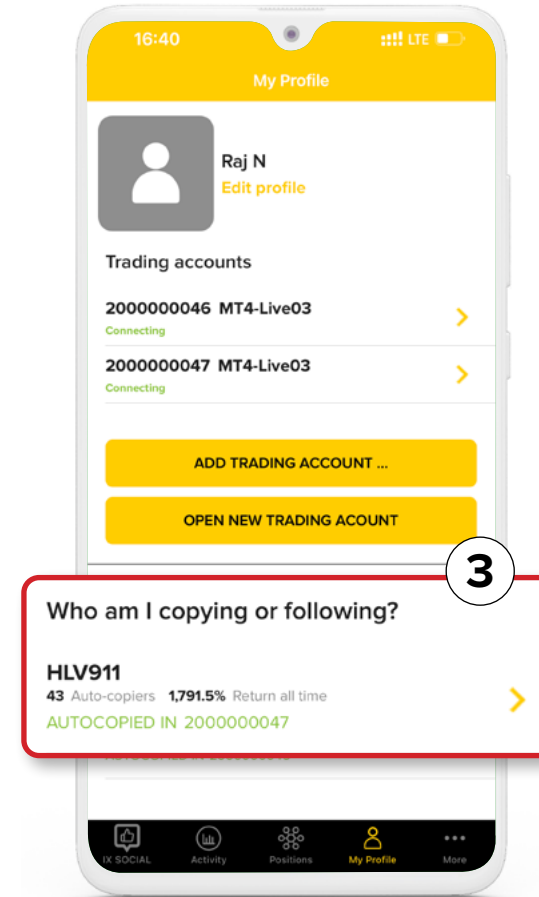 16:40 LTE
My Profile
Raj N
Edit profile
Trading accounts
2000000046 MT4-Live03
Connecting
2000000047 MT4-Live03
Connecting
ADD TRADING ACCOUNT ...
OPEN NEW TRADING ACOUNT
3
Who am I copying or following?
HLV911
43 Auto-copiers 1,791.5% Return all time
AUTOCOPIED IN 2000000047
IX SOCIAL Activity Positions My Profile More